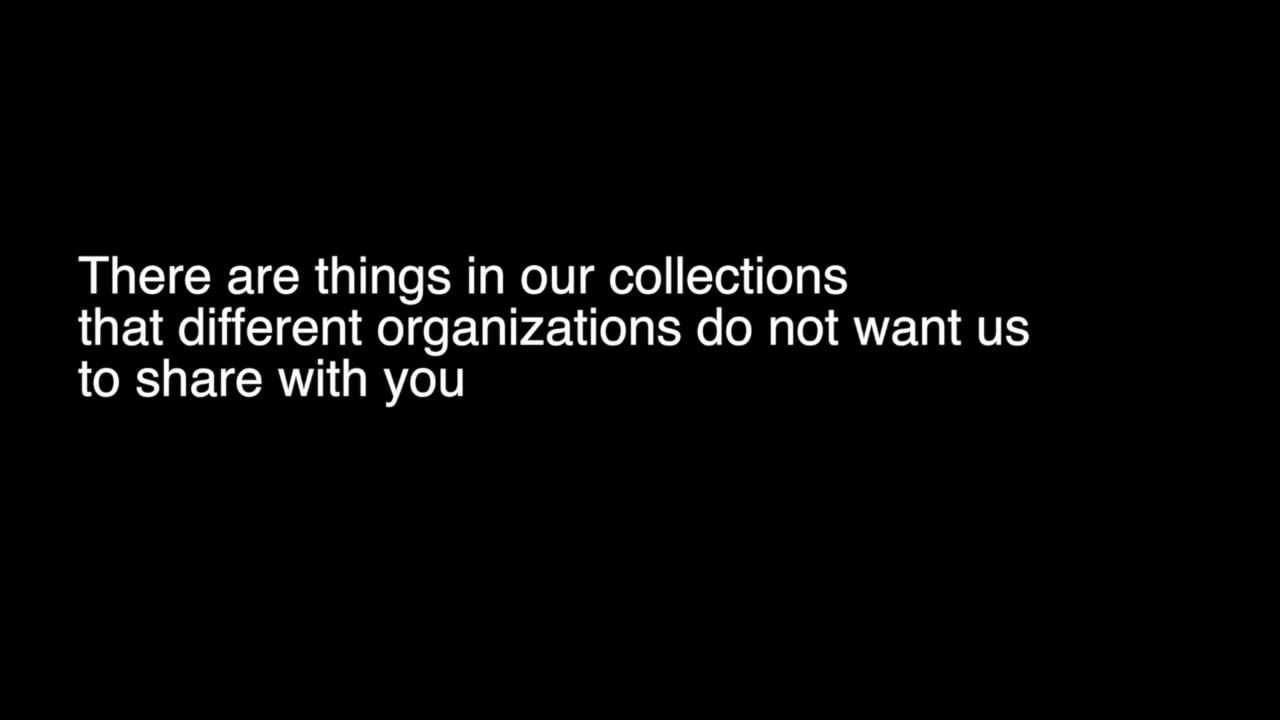 There are things in our collections
that different organizations do not want us
to share with you